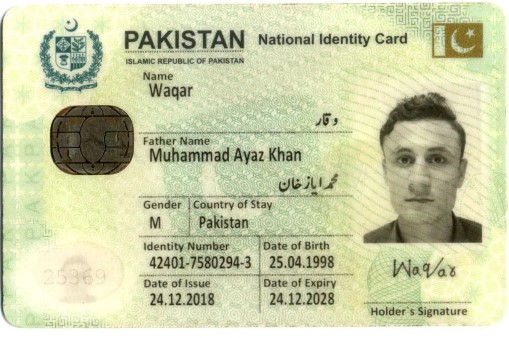 PAKISTAN National Identity Card
ISLAMIC REPUBLIC OF PAKISTAN
Name
Waqar
وقار
Father Name
Muhammad Ayaz Khan
محمد ایاز خان
Gender Country of Stay
M Pakistan
Identity Number Date of Birth
42401-7580294-3 25.04.1998
Date of Issue Date of Expiry
24.12.2018 24.12.2028
25369
Waqar
Holder`s Signature